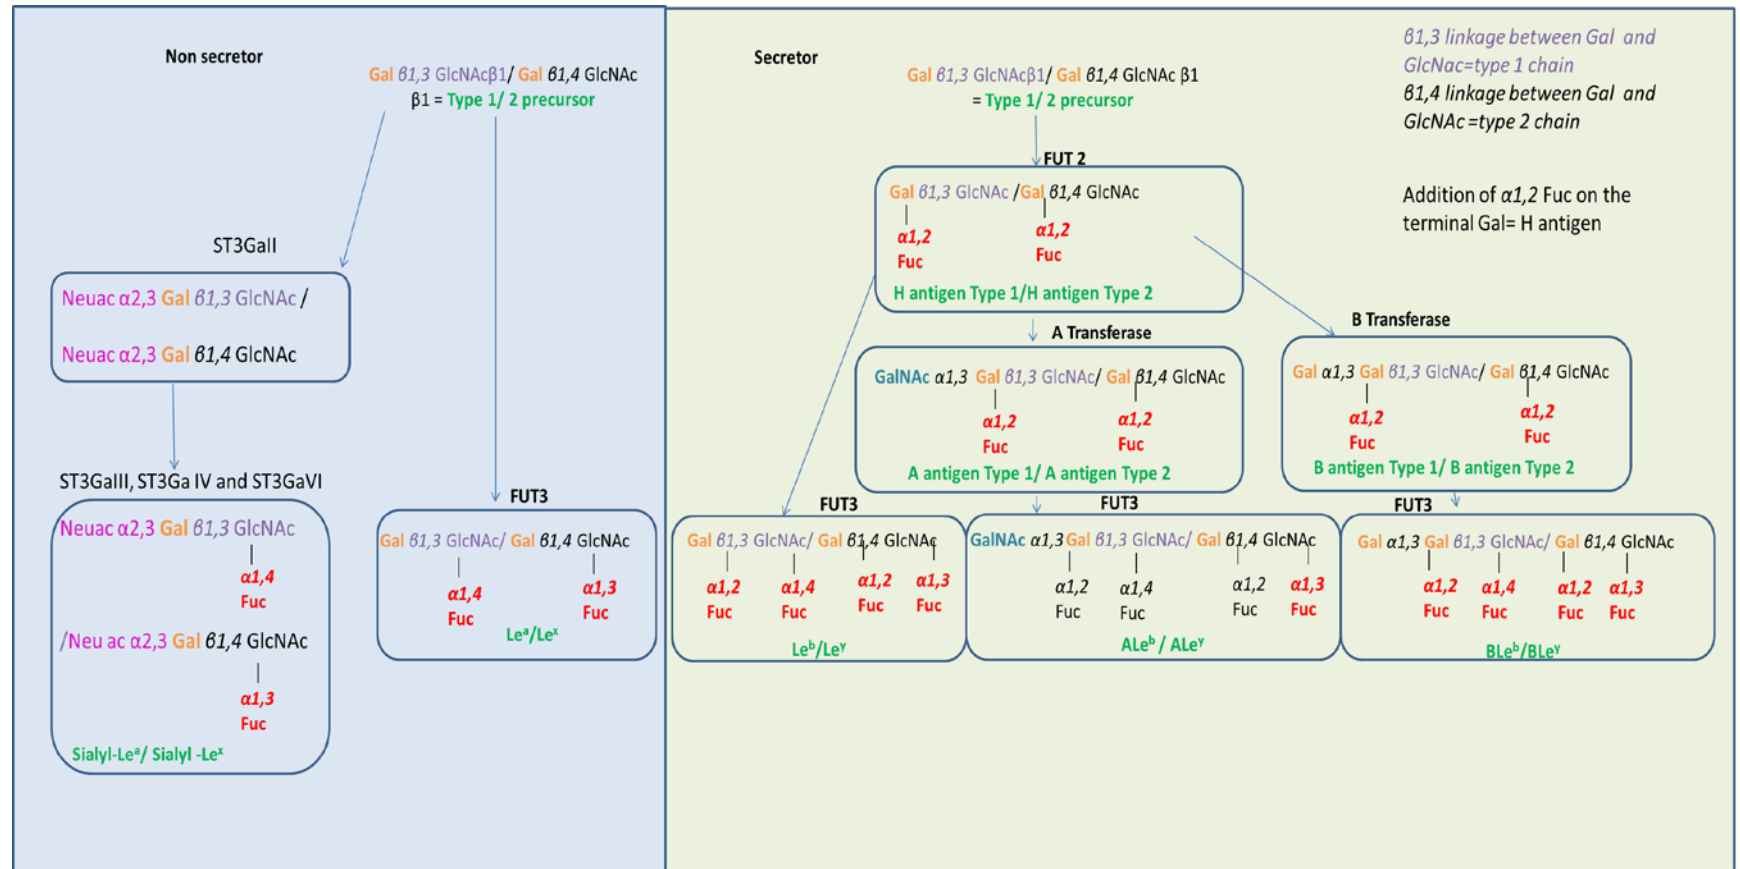 Non secretor
Gal β1,3 GlcNAcβ1/ Gal β1,4 GlcNAc
β1 = Type 1/ 2 precursor
ST3GalI
Neuac α2,3 Gal β1,3 GlcNAc /
Neuac α2,3 Gal β1,4 GlcNAc
ST3GaIII, ST3Ga IV and ST3GaVI
Neuac α2,3 Gal β1,3 GlcNAc
α1,4
Fuc
/Neu ac α2,3 Gal β1,4 GlcNAc
α1,3
Fuc
Sialyl-Leᵃ/ Sialyl -Leˣ
FUT3
Gal β1,3 GlcNAc/ Gal β1,4 GlcNAc
α1,4 α1,3
Fuc Fuc
Leᵃ/Leˣ
Secretor
Gal β1,3 GlcNAcβ1/ Gal β1,4 GlcNAc β1
= Type 1/ 2 precursor
β1,3 linkage between Gal and
GlcNac=type 1 chain
β1,4 linkage between Gal and
GlcNAc =type 2 chain
Addition of α1,2 Fuc on the
terminal Gal= H antigen
FUT 2
Gal β1,3 GlcNAc /Gal β1,4 GlcNAc
α1,2 α1,2
Fuc Fuc
H antigen Type 1/H antigen Type 2
A Transferase
GalNAc α1,3 Gal β1,3 GlcNAc/ Gal β1,4 GlcNAc
α1,2 α1,2
Fuc Fuc
A antigen Type 1/ A antigen Type 2
B Transferase
Gal α1,3 Gal β1,3 GlcNAc/ Gal β1,4 GlcNAc
α1,2 α1,2
Fuc Fuc
B antigen Type 1/ B antigen Type 2
FUT3
Gal β1,3 GlcNAc/ Gal β1,4 GlcNAc
α1,2 α1,4 α1,2 α1,3
Fuc Fuc Fuc Fuc
Leᵇ/Leʸ
FUT3
GalNAc α1,3 Gal β1,3 GlcNAc/ Gal β1,4 GlcNAc
α1,2 α1,4 α1,2 α1,3
Fuc Fuc Fuc Fuc
ALeᵇ / ALeʸ
FUT3
Gal α1,3 Gal β1,3 GlcNAc/ Gal β1,4 GlcNAc
α1,2 α1,4 α1,2 α1,3
Fuc Fuc Fuc Fuc
BLeᵇ/BLeʸ